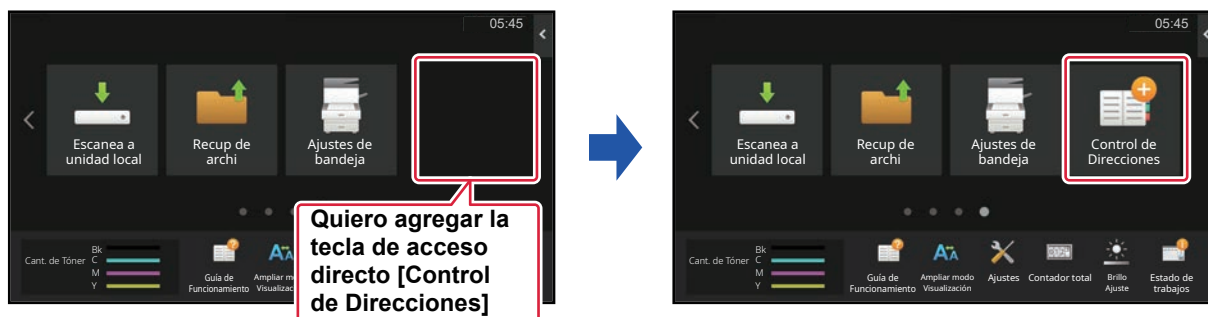 05:45
Escanea a
unidad local
Recup de
archi
Ajustes de
bandeja
Quiero agregar la
tecla de acceso
directo [Control
de Direcciones]
Cant. de Tóner
Bk
C
M
Y
Guía de
Funcionamiento
Ampliar mo
Visualizac
05:45
Escanea a
unidad local
Recup de
archi
Ajustes de
bandeja
Control de
Direcciones
Cant. de Tóner
Bk
C
M
Y
Guía de
Funcionamiento
Ampliar modo
Visualización
Ajustes
Contador total
Brillo
Ajuste
Estado de
trabajos